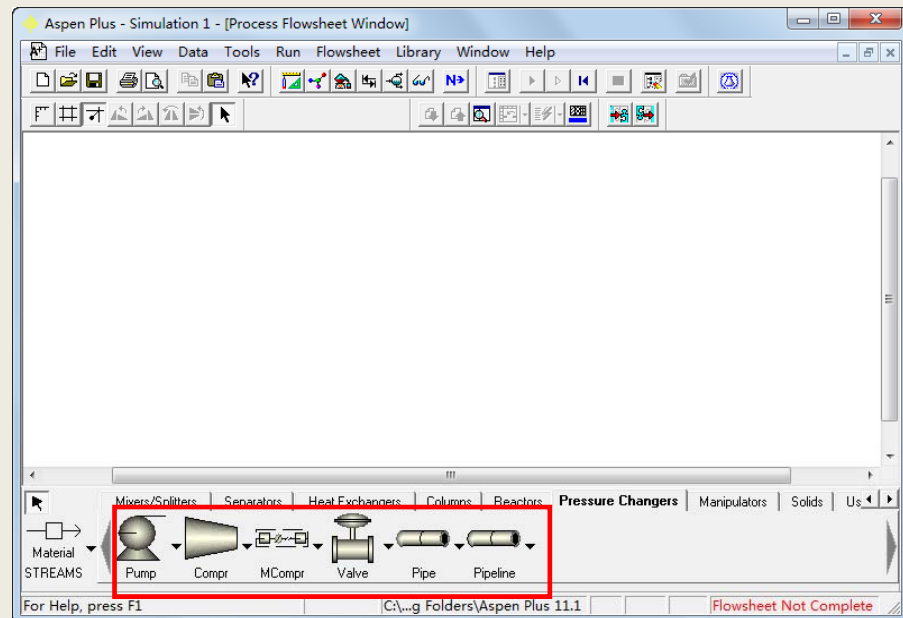 Aspen Plus - Simulation 1 - [Process Flowsheet Window]
File Edit View Data Tools Run Flowsheet Library Window Help
N>
Mixers/Splitters Separators Heat Exchangers Columns Reactors Pressure Changers Manipulators Solids Us
Material
STREAMS Pump Compr MCompr Valve Pipe Pipeline
For Help, press F1 C:\...g Folders\Aspen Plus 11.1 Flowsheet Not Complete